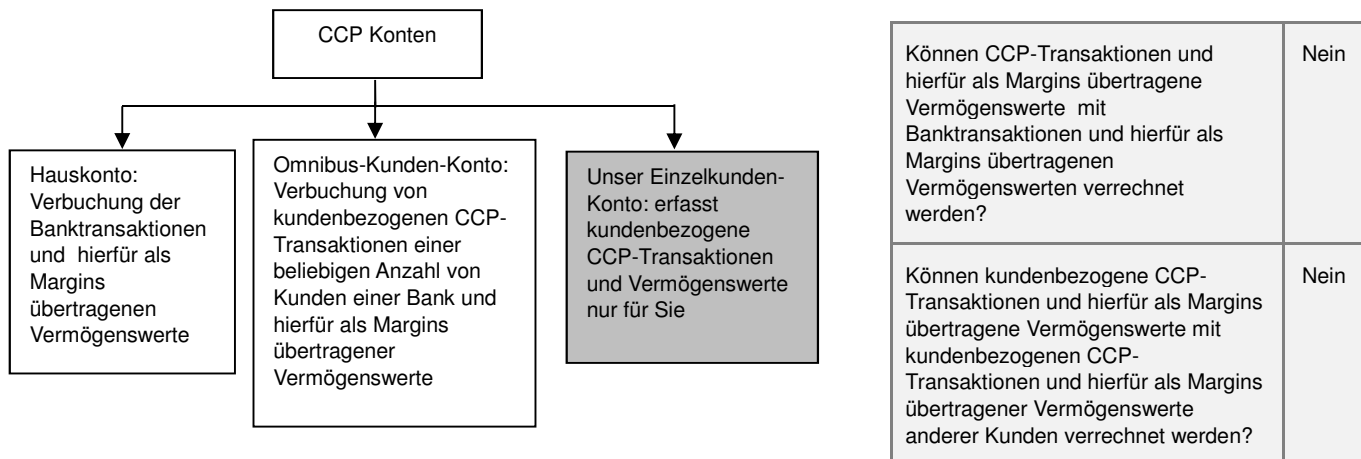 CCP Konten
Hauskonto:
Verbuchung der
Banktransaktionen
und hierfür als
Margins
übertragenen
Vermögenswerte
Omnibus-Kunden-Konto:
Verbuchung von
kundenbezogenen CCP-
Transaktionen einer
beliebigen Anzahl von
Kunden einer Bank und
hierfür als Margins
übertragener
Vermögenswerte
Unser Einzelkunden-
Konto: erfasst
kundenbezogene
CCP-Transaktionen
und Vermögenswerte
nur für Sie
Können CCP-Transaktionen und
hierfür als Margins übertragene
Vermögenswerte mit
Banktransaktionen und hierfür als
Margins übertragenen
Vermögenswerten verrechnet
werden?
Nein
Können kundenbezogene CCP-
Transaktionen und hierfür als Margins
übertragene Vermögenswerte mit
kundenbezogenen CCP-
Transaktionen und hierfür als Margins
übertragener Vermögenswerte
anderer Kunden verrechnet werden?
Nein